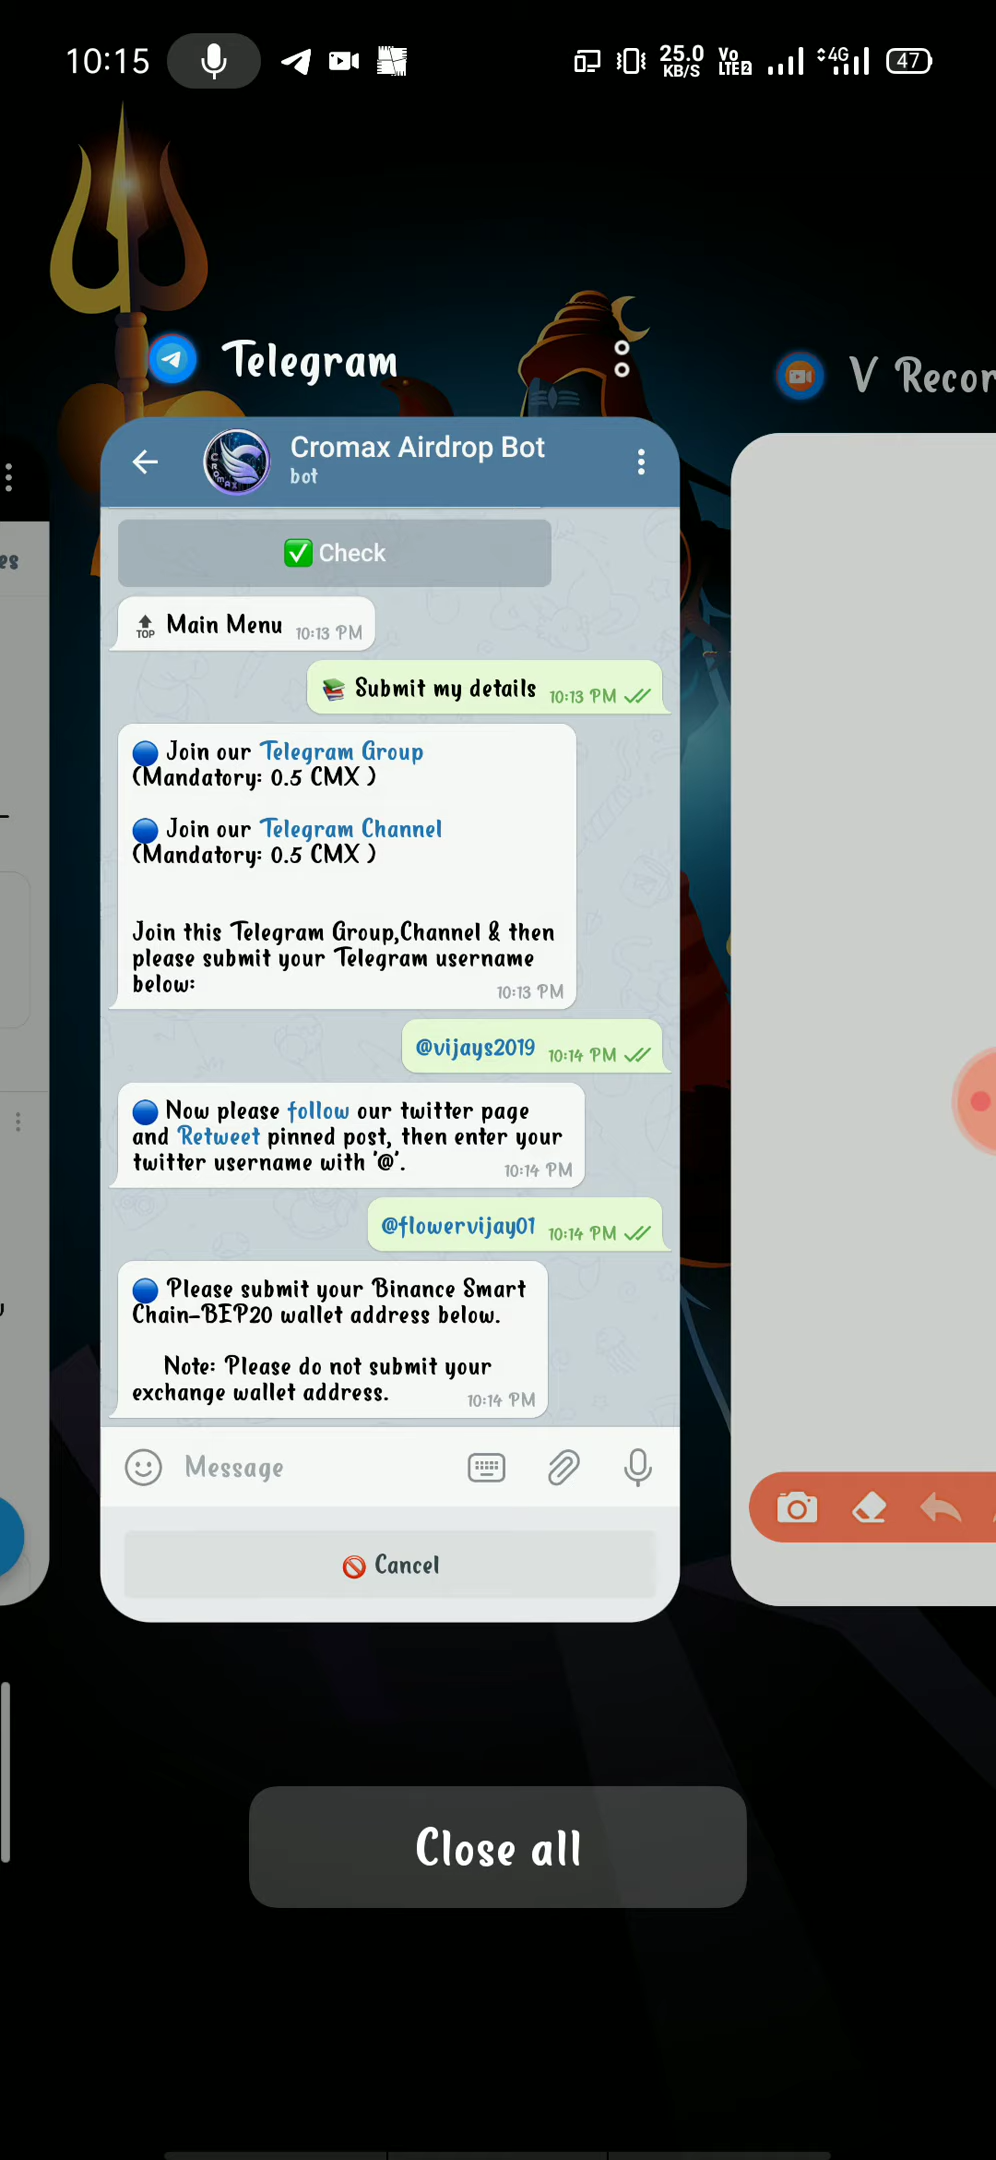 10:15
25.0
KB/S
Vo
LTE2
4G
47
Telegram
V Recor
Cromax Airdrop Bot
bot
es
✅ Check
TOP Main Menu 10:13 PM
📚 Submit my details 10:13 PM
🔵 Join our Telegram Group
(Mandatory: 0.5 CMX )
🔵 Join our Telegram Channel
(Mandatory: 0.5 CMX )
Join this Telegram Group,Channel & then
please submit your Telegram username
below:
10:13 PM
@vijays2019 10:14 PM
🔵 Now please follow our twitter page
and Retweet pinned post, then enter your
twitter username with '@'.
10:14 PM
@flowervijay01 10:14 PM
🔵 Please submit your Binance Smart
Chain-BEP20 wallet address below.
Note: Please do not submit your
exchange wallet address.
10:14 PM
Message
🚫 Cancel
Close all